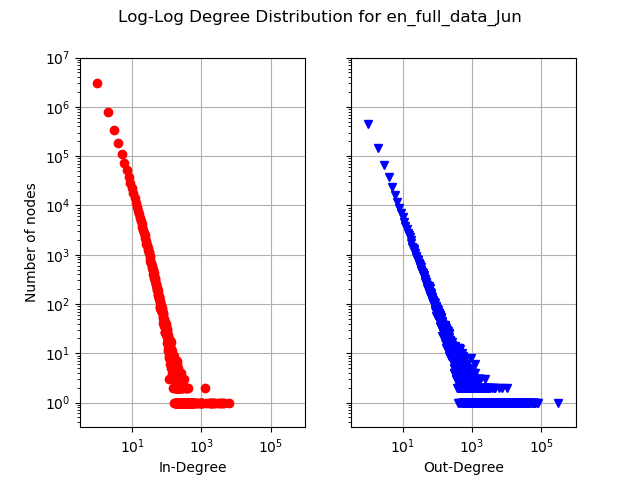 Log-Log Degree Distribution for en_full_data_Jun
Number of nodes
10^7
10^6
10^5
10^4
10^3
10^2
10^1
10^0
10^1 10^3 10^5
In-Degree
10^1 10^3 10^5
Out-Degree